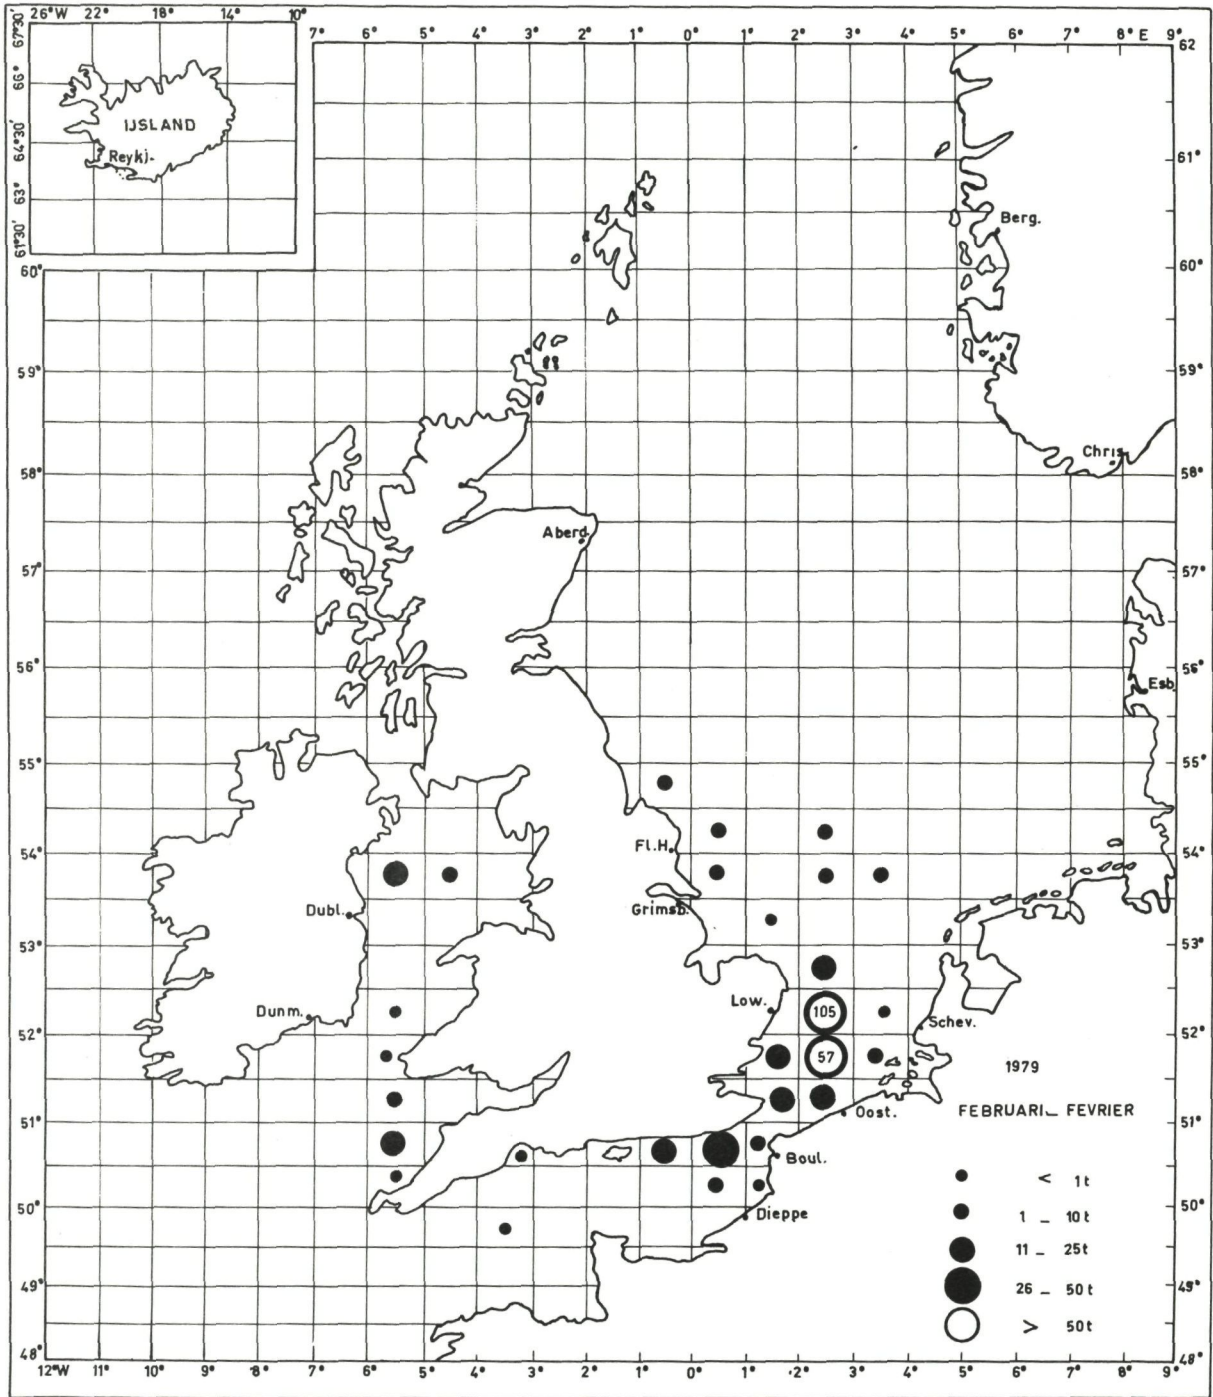 26°W 22° 18° 14° 10°
67°30'
66°
64°30'
63°
61°30'
IJSLAND
Reykj.
7° 6° 5° 4° 3° 2° 1° 0° 1° 2° 3° 4° 5° 6° 7° 8° E 9°
62
61°
60°
59°
58°
57°
56°
55°
54°
53°
52°
51°
50°
49°
48°
60°
59°
58°
57°
56°
55°
54°
53°
52°
51°
50°
49°
48°
Berg.
Chris
Aberd.
Esb
Fl.H.
Dubl.
Grimsb.
Dunm.
Low.
105
Schev.
57
1979
Oost.
FEBRUARI_ FEVRIER
Boul.
Dieppe
< 1t
1 _ 10t
11 _ 25t
26 _ 50t
> 50t
12°W 10° 9° 8° 7° 6° 5° 4° 3° 2° 1° 0° 1° 2° 3° 4° 5° 6° 7° 8° 9°